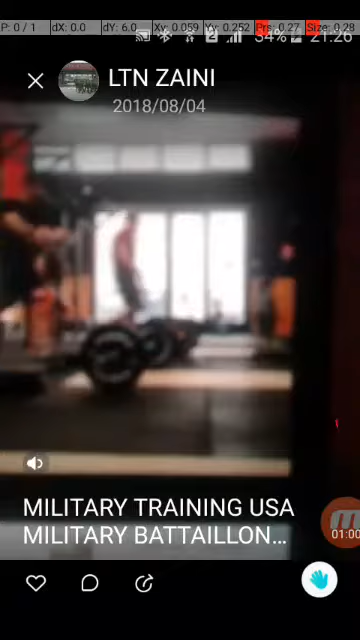 P: 0 / 1 dX: 0.0 dY: 6.0 Xv: 0.059 Yv: 0.252 Prs: 0.27 Size: 0.28
34% 21:26
LTN ZAINI
2018/08/04
MILITARY TRAINING USA
MILITARY BATTAILLON...
01:00